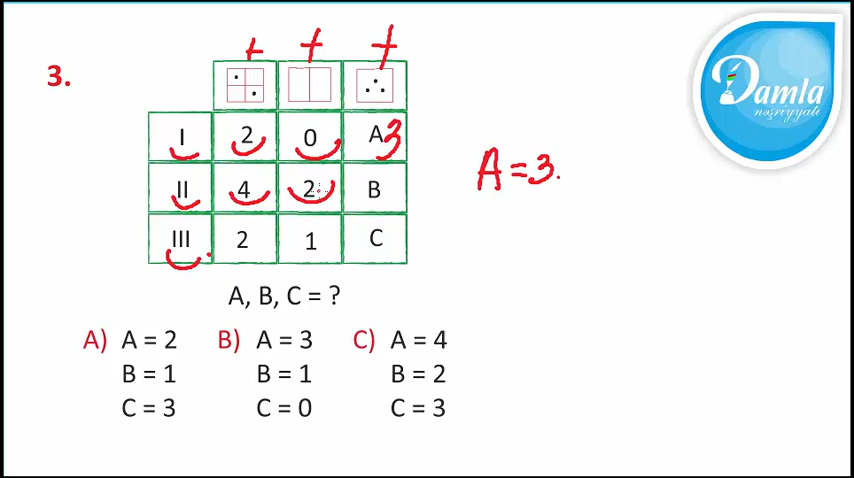 3.
+ + +
I 2 0 A 3
II 4 2 B
III 2 1 C
A = 3.
A, B, C = ?
A) A = 2 B) A = 3 C) A = 4
B = 1 B = 1 B = 2
C = 3 C = 0 C = 3
Damla
nəşriyyatı